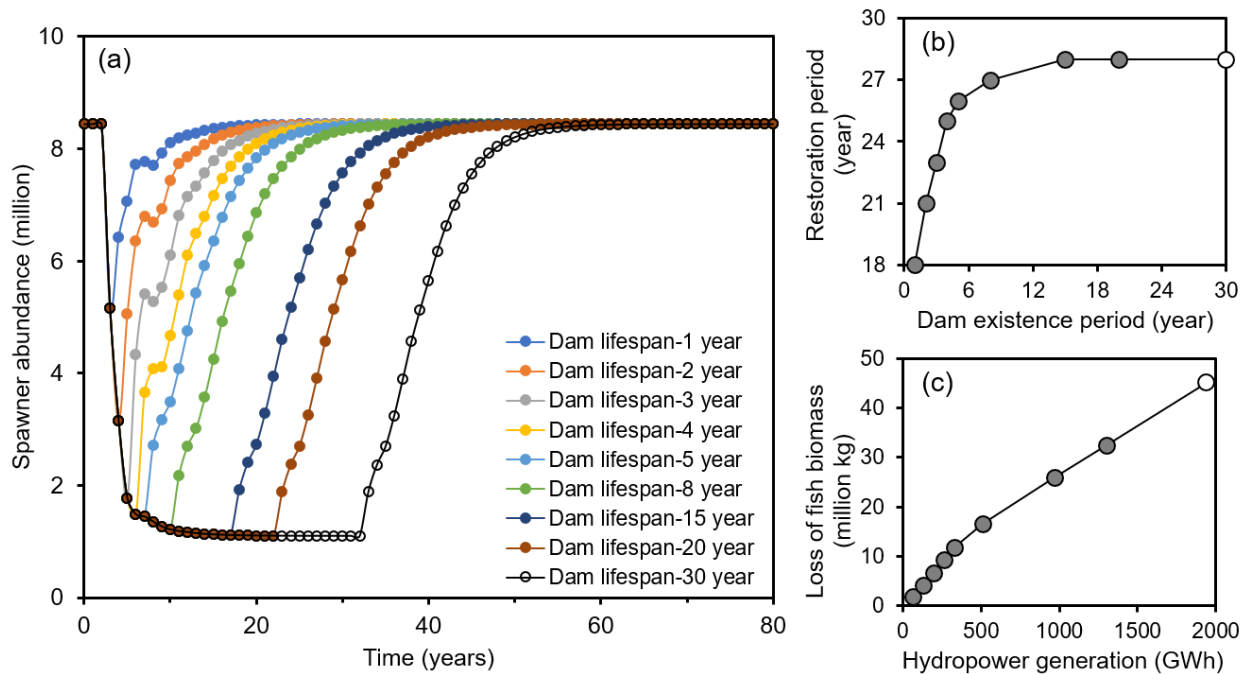 (a)
10
8
6
4
2
0
Spawner abundance (million)
0 20 40 60 80
Time (years)
Dam lifespan-1 year
Dam lifespan-2 year
Dam lifespan-3 year
Dam lifespan-4 year
Dam lifespan-5 year
Dam lifespan-8 year
Dam lifespan-15 year
Dam lifespan-20 year
Dam lifespan-30 year
(b)
30
27
24
21
18
Restoration period
(year)
0 6 12 18 24 30
Dam existence period (year)
(c)
50
40
30
20
10
0
Loss of fish biomass
(million kg)
0 500 1000 1500 2000
Hydropower generation (GWh)